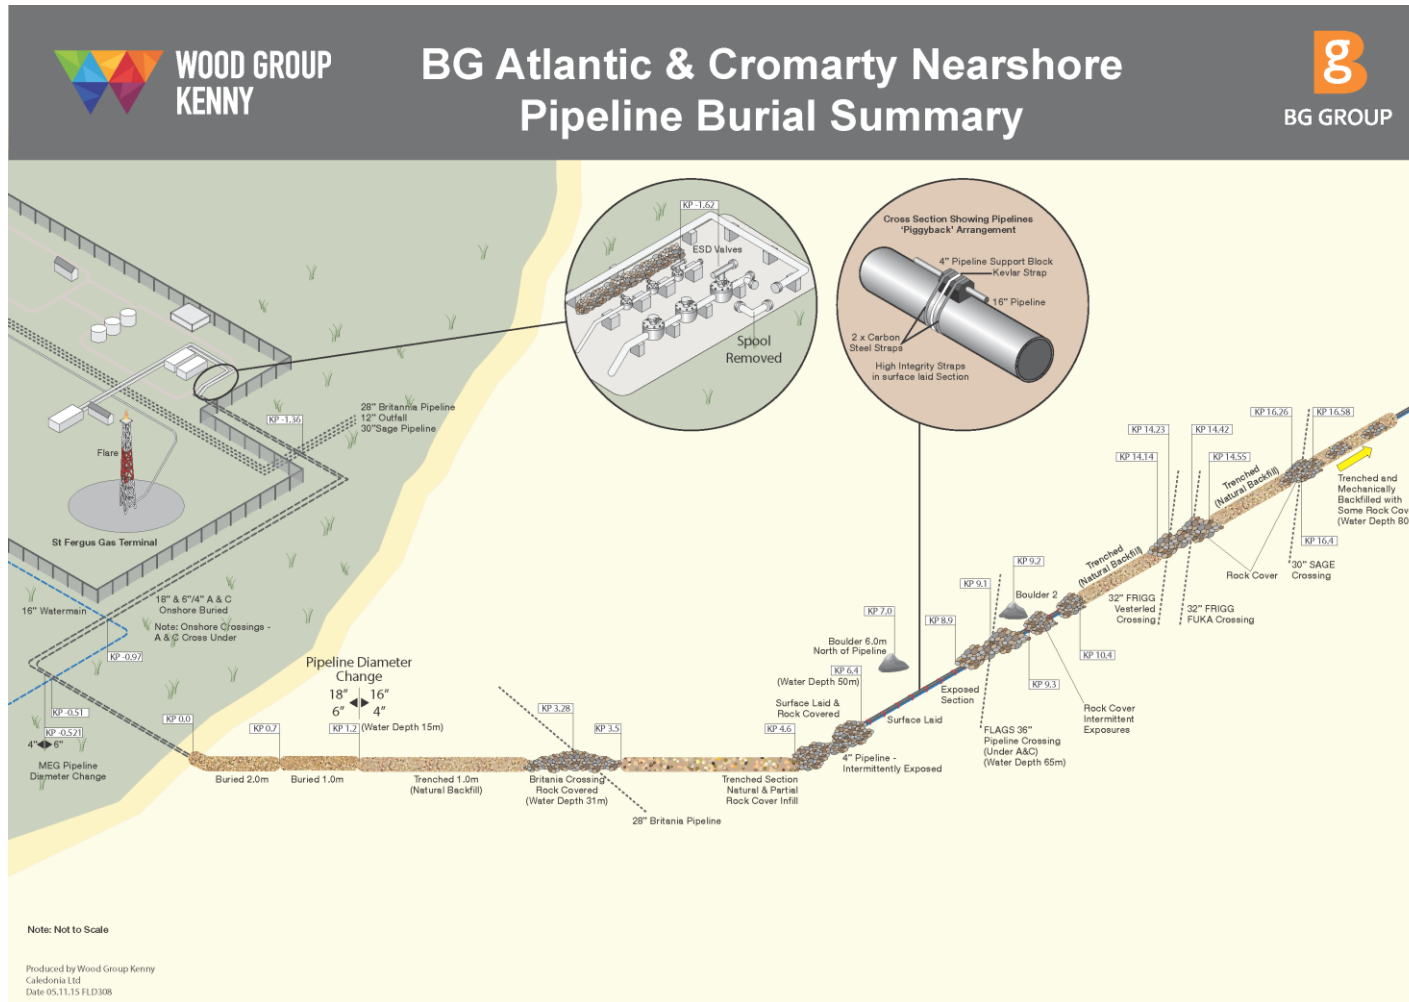 WOOD GROUP
KENNY
BG Atlantic & Cromarty Nearshore
Pipeline Burial Summary
BG
BG GROUP
KP -1.62
ESD Valves
Spool
Removed
Cross Section Showing Pipelines
'Piggyback' Arrangement
4" Pipeline Support Block
Kevlar Strap
16" Pipeline
2 x Carbon
Steel Straps
High Integrity Straps
in surface laid Section
28" Britannia Pipeline
12" Outfall
30"Sage Pipeline
KP -1.36
Flare
St Fergus Gas Terminal
16" Watermain
18" & 6"/4" A & C
Onshore Buried
Note: Onshore Crossings -
A & C Cross Under
KP -0.97
KP -0.51
KP -0.521
4" 6"
MEG Pipeline
Diameter Change
KP 0.0
KP 0.7
KP 1.2
Pipeline Diameter
Change
18" 16"
6" 4"
(Water Depth 15m)
Buried 2.0m
Buried 1.0m
Trenched 1.0m
(Natural Backfill)
KP 3.28
KP 3.5
Britania Crossing
Rock Covered
(Water Depth 31m)
28" Britania Pipeline
KP 4.6
Trenched Section
Natural & Partial
Rock Cover Infill
KP 6.4
(Water Depth 50m)
Surface Laid &
Rock Covered
4" Pipeline -
Intermittently Exposed
KP 7.0
Boulder 6.0m
North of Pipeline
Surface Laid
KP 8.9
Exposed
Section
KP 9.1
FLAGS 36"
Pipeline Crossing
(Under A&C)
(Water Depth 65m)
KP 9.2
Boulder 2
KP 9.3
Rock Cover
Intermittent
Exposures
KP 10.4
Trenched
(Natural Backfill)
KP 14.14
KP 14.23
32" FRIGG
Vesterled
Crossing
KP 14.42
KP 14.55
32" FRIGG
FUKA Crossing
Trenched
(Natural Backfill)
Rock Cover
KP 16.26
KP 16.58
KP 16.4
30" SAGE
Crossing
Trenched and
Mechanically
Backfilled with
Some Rock Cov
(Water Depth 80
Note: Not to Scale
Produced by Wood Group Kenny
Caledonia Ltd
Date 05.11.15 FLD308